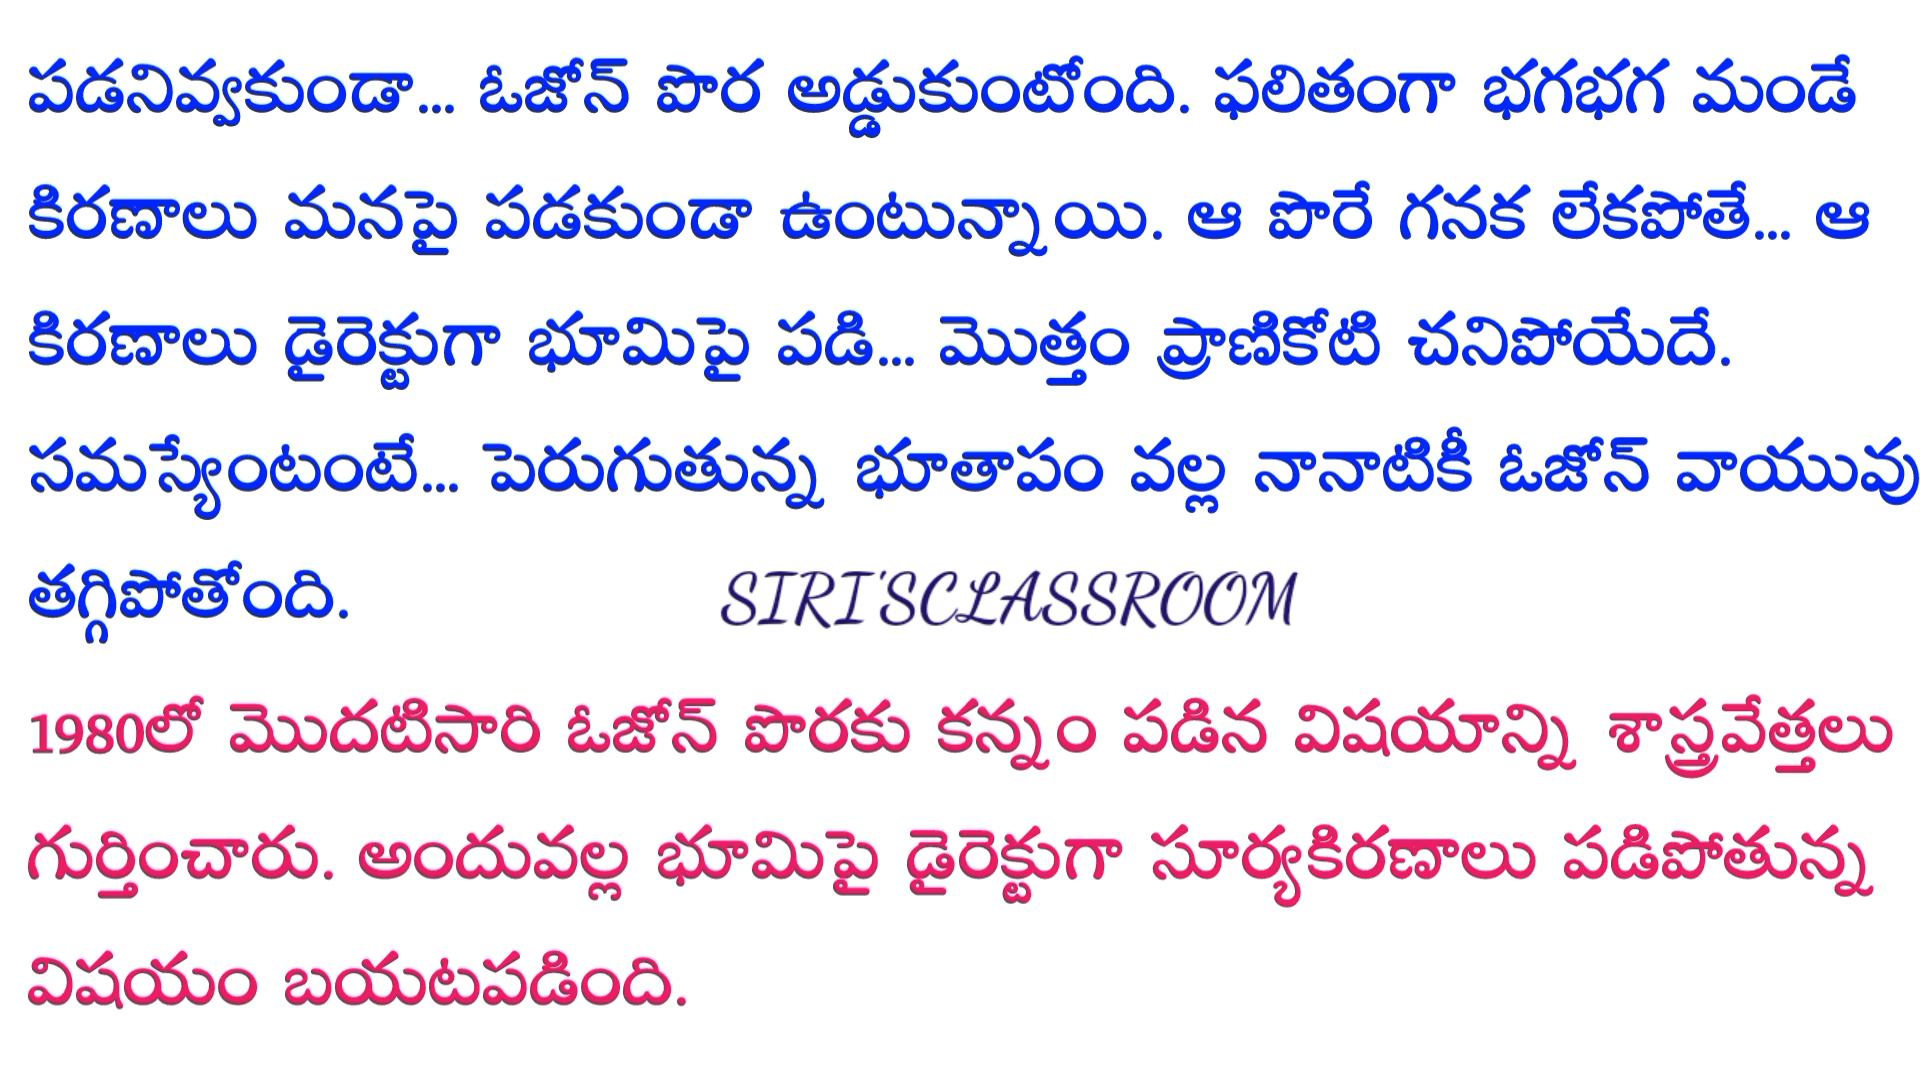 పడనివ్వకుండా... ఓజోన్ పొర అడ్డుకుంటోంది. ఫలితంగా భగభగ మండే
కిరణాలు మనపై పడకుండా ఉంటున్నాయి. ఆ పొరే గనక లేకపోతే... ఆ
కిరణాలు డైరెక్టుగా భూమిపై పడి... మొత్తం ప్రాణికోటి చనిపోయేదే.
సమస్యేంటంటే... పెరుగుతున్న భూతాపం వల్ల నానాటికీ ఓజోన్ వాయువు
తగ్గిపోతోంది.
SIRI'SCLASSROOM
1980లో మొదటిసారి ఓజోన్ పొరకు కన్నం పడిన విషయాన్ని శాస్త్రవేత్తలు
గుర్తించారు. అందువల్ల భూమిపై డైరెక్టుగా సూర్యకిరణాలు పడిపోతున్న
విషయం బయటపడింది.